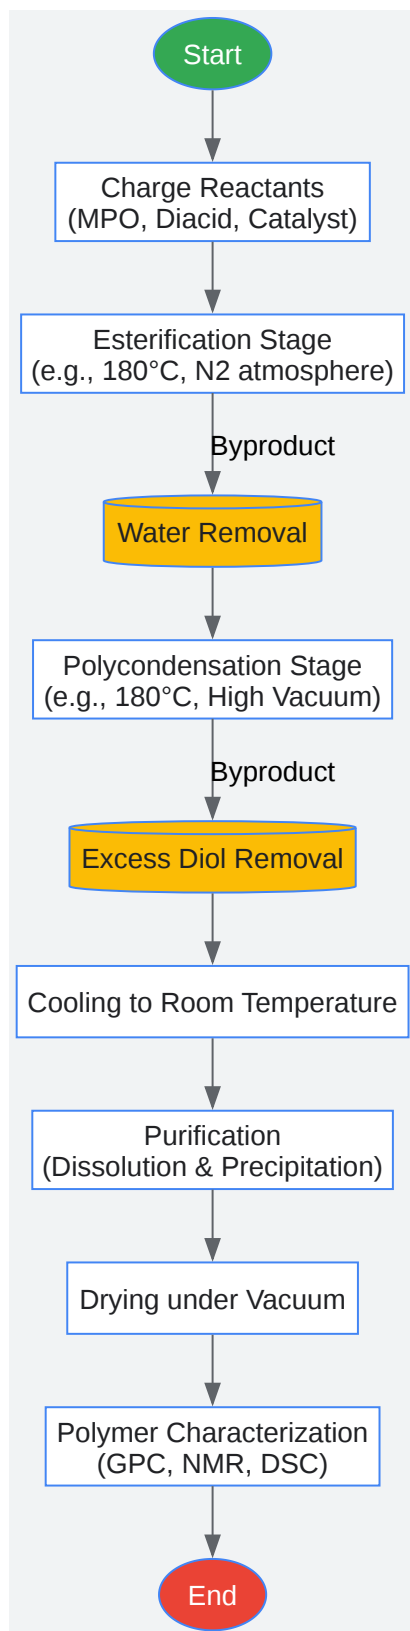 Start
Charge Reactants
(MPO, Diacid, Catalyst)
Esterification Stage
(e.g., 180°C, N2 atmosphere)
Byproduct
Water Removal
Polycondensation Stage
(e.g., 180°C, High Vacuum)
Byproduct
Excess Diol Removal
Cooling to Room Temperature
Purification
(Dissolution & Precipitation)
Drying under Vacuum
Polymer Characterization
(GPC, NMR, DSC)
End